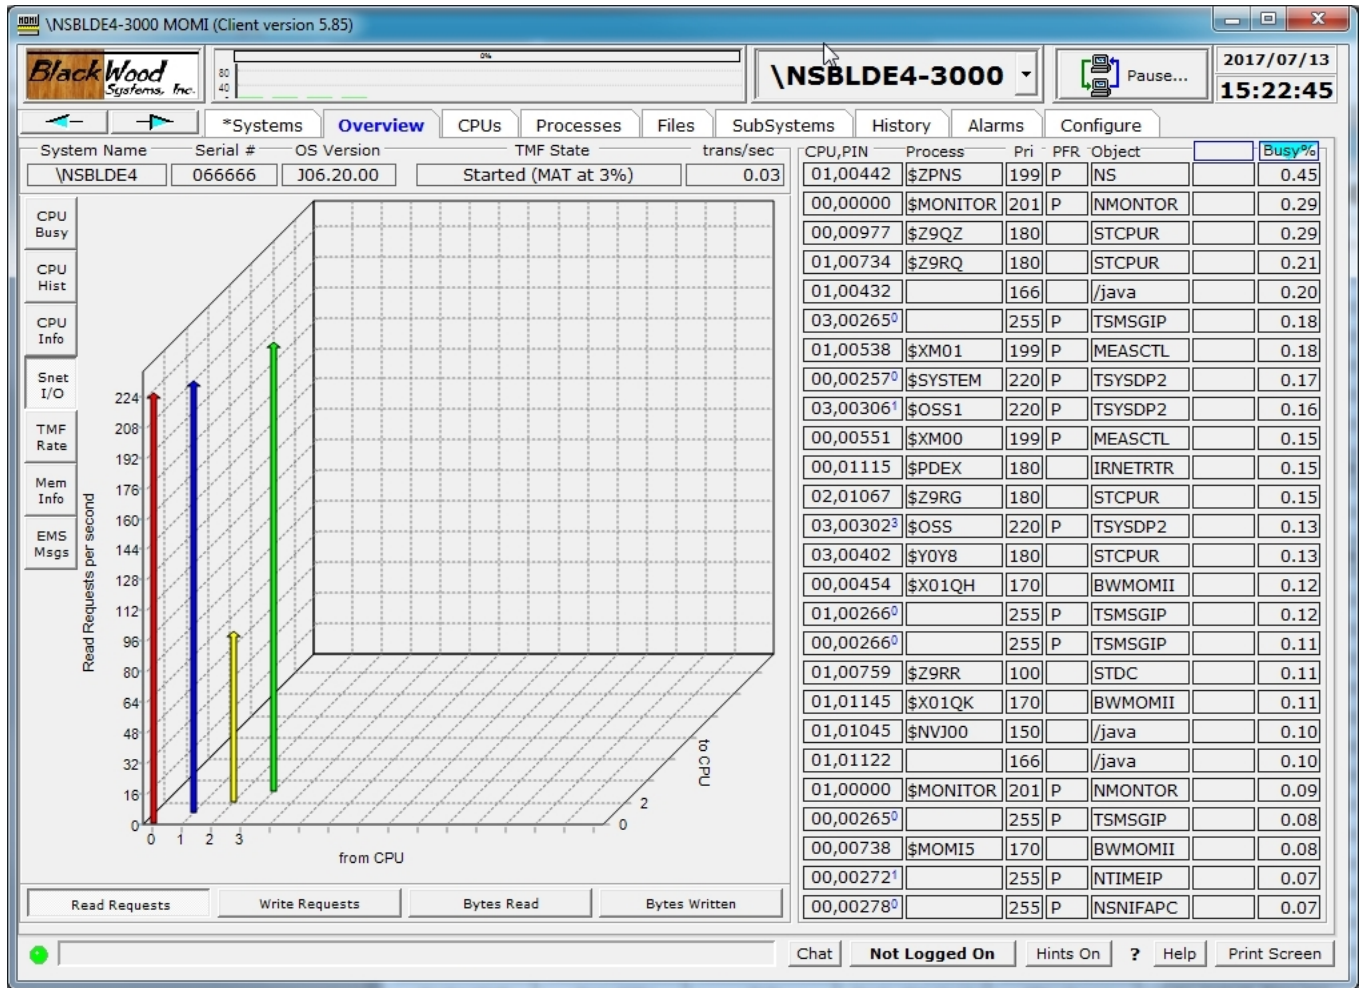 \NSBLDE4-3000 MOMI (Client version 5.85)
BlackWood
Systems, Inc.
0%
80
40
\NSBLDE4-3000
Pause...
2017/07/13
15:22:45
*Systems Overview CPUs Processes Files SubSystems History Alarms Configure
System Name Serial # OS Version TMF State trans/sec
\NSBLDE4 066666 J06.20.00 Started (MAT at 3%) 0.03
CPU
Busy
CPU
Hist
CPU
Info
Snet
I/O
TMF
Rate
Mem
Info
EMS
Msgs
Read Requests per second
224
208
192
176
160
144
128
112
96
80
64
48
32
16
0
0 1 2 3
from CPU
0
2
to CPU
Read Requests Write Requests Bytes Read Bytes Written
CPU,PIN Process Pri PFR Object Busy%
01,00442 $ZPNS 199 P NS 0.45
00,00000 $MONITOR 201 P NMONTOR 0.29
00,00977 $Z9QZ 180 STCPUR 0.29
01,00734 $Z9RQ 180 STCPUR 0.21
01,00432 166 /java 0.20
03,00265⁰ 255 P TSMSGIP 0.18
01,00538 $XM01 199 P MEASCTL 0.18
00,00257⁰ $SYSTEM 220 P TSYSDP2 0.17
03,00306¹ $OSS1 220 P TSYSDP2 0.16
00,00551 $XM00 199 P MEASCTL 0.15
00,01115 $PDEX 180 IRNETRTR 0.15
02,01067 $Z9RG 180 STCPUR 0.15
03,00302³ $OSS 220 P TSYSDP2 0.13
03,00402 $Y0Y8 180 STCPUR 0.13
00,00454 $X01QH 170 BWMOMII 0.12
01,00266⁰ 255 P TSMSGIP 0.12
00,00266⁰ 255 P TSMSGIP 0.11
01,00759 $Z9RR 100 STDC 0.11
01,01145 $X01QK 170 BWMOMII 0.11
01,01045 $NVJ00 150 /java 0.10
01,01122 166 /java 0.10
01,00000 $MONITOR 201 P NMONTOR 0.09
00,00265⁰ 255 P TSMSGIP 0.08
00,00738 $MOMI5 170 BWMOMII 0.08
00,00272¹ 255 P NTIMEIP 0.07
00,00278⁰ 255 P NSNIFAPC 0.07
Chat Not Logged On Hints On ? Help Print Screen